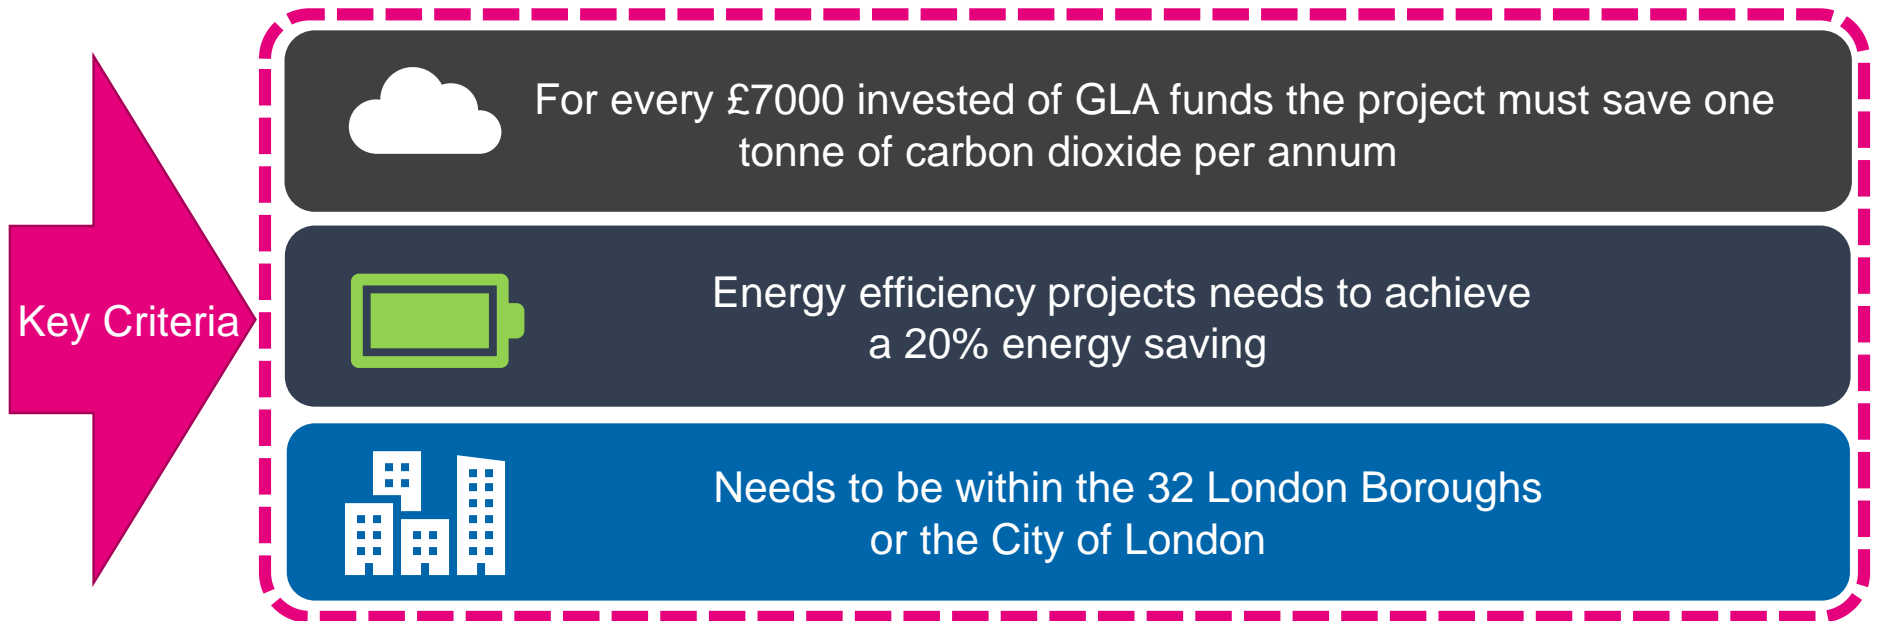 Key Criteria
For every £7000 invested of GLA funds the project must save one
tonne of carbon dioxide per annum
Energy efficiency projects needs to achieve
a 20% energy saving
Needs to be within the 32 London Boroughs
or the City of London